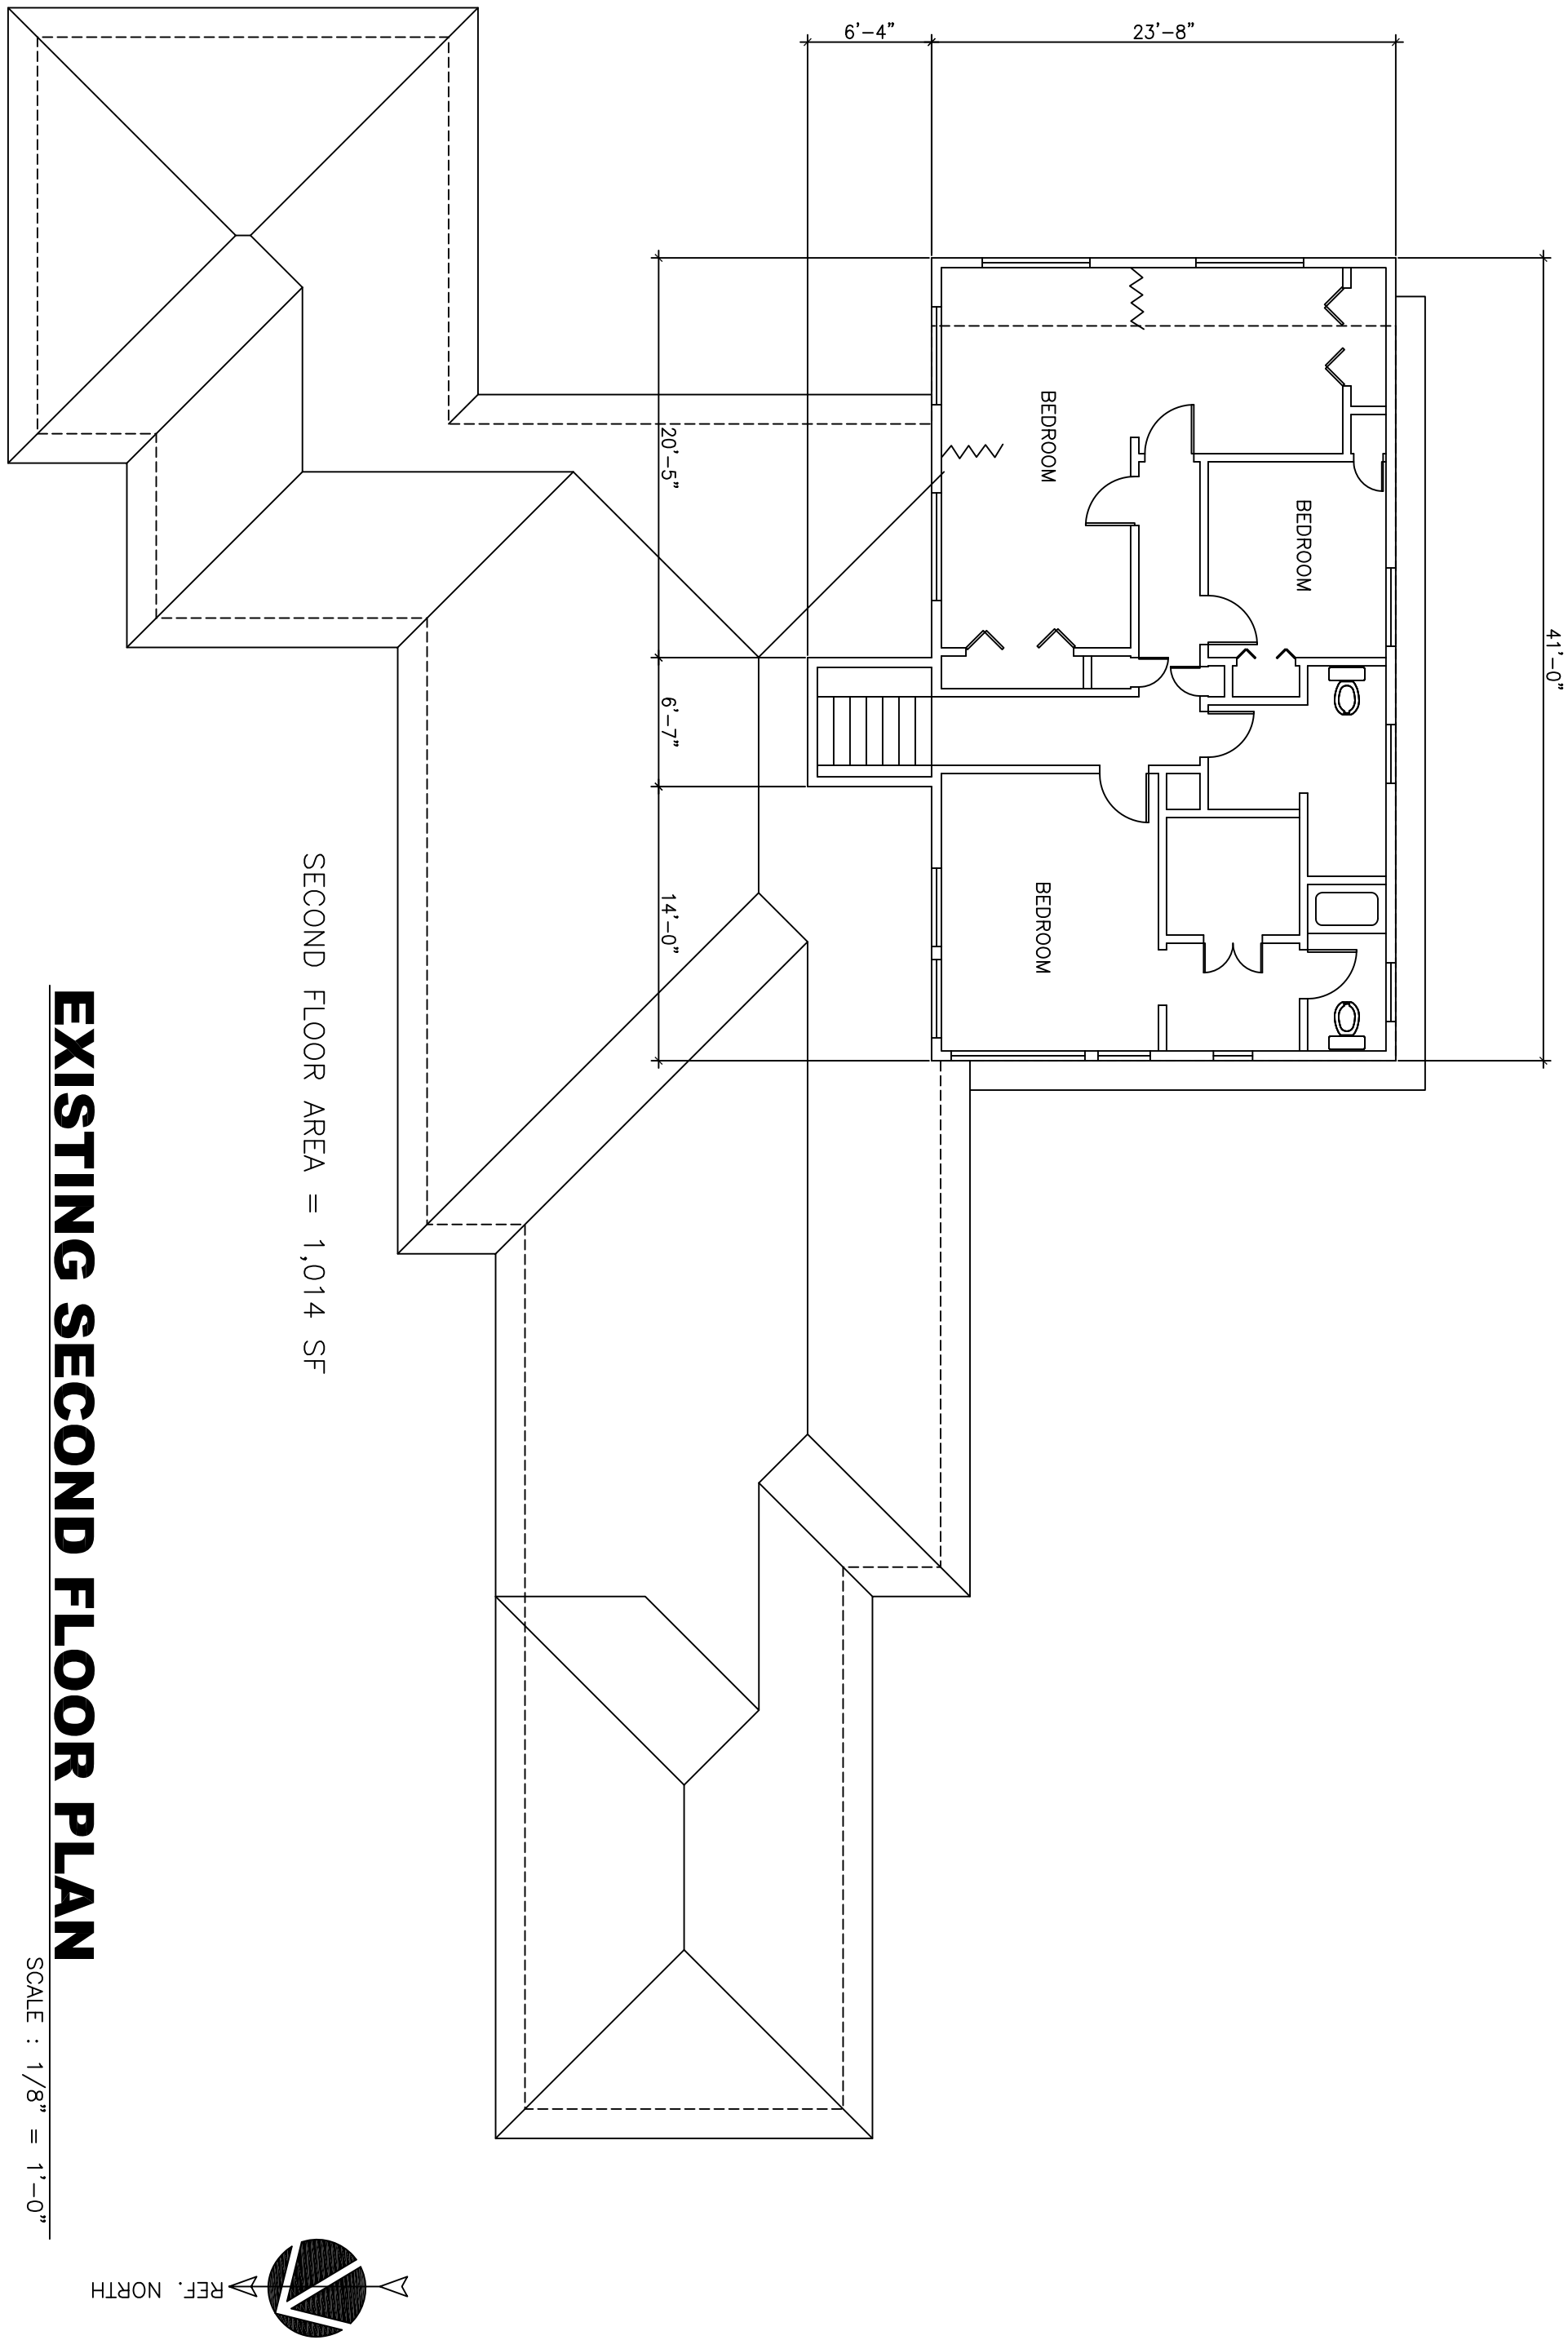 41'-0"
23'-8"
6'-4"
BEDROOM
BEDROOM
BEDROOM
20'-5"
6'-7"
14'-0"
SECOND FLOOR AREA = 1,014 SF
EXISTING SECOND FLOOR PLAN
SCALE : 1/8" = 1'-0"
REF. NORTH